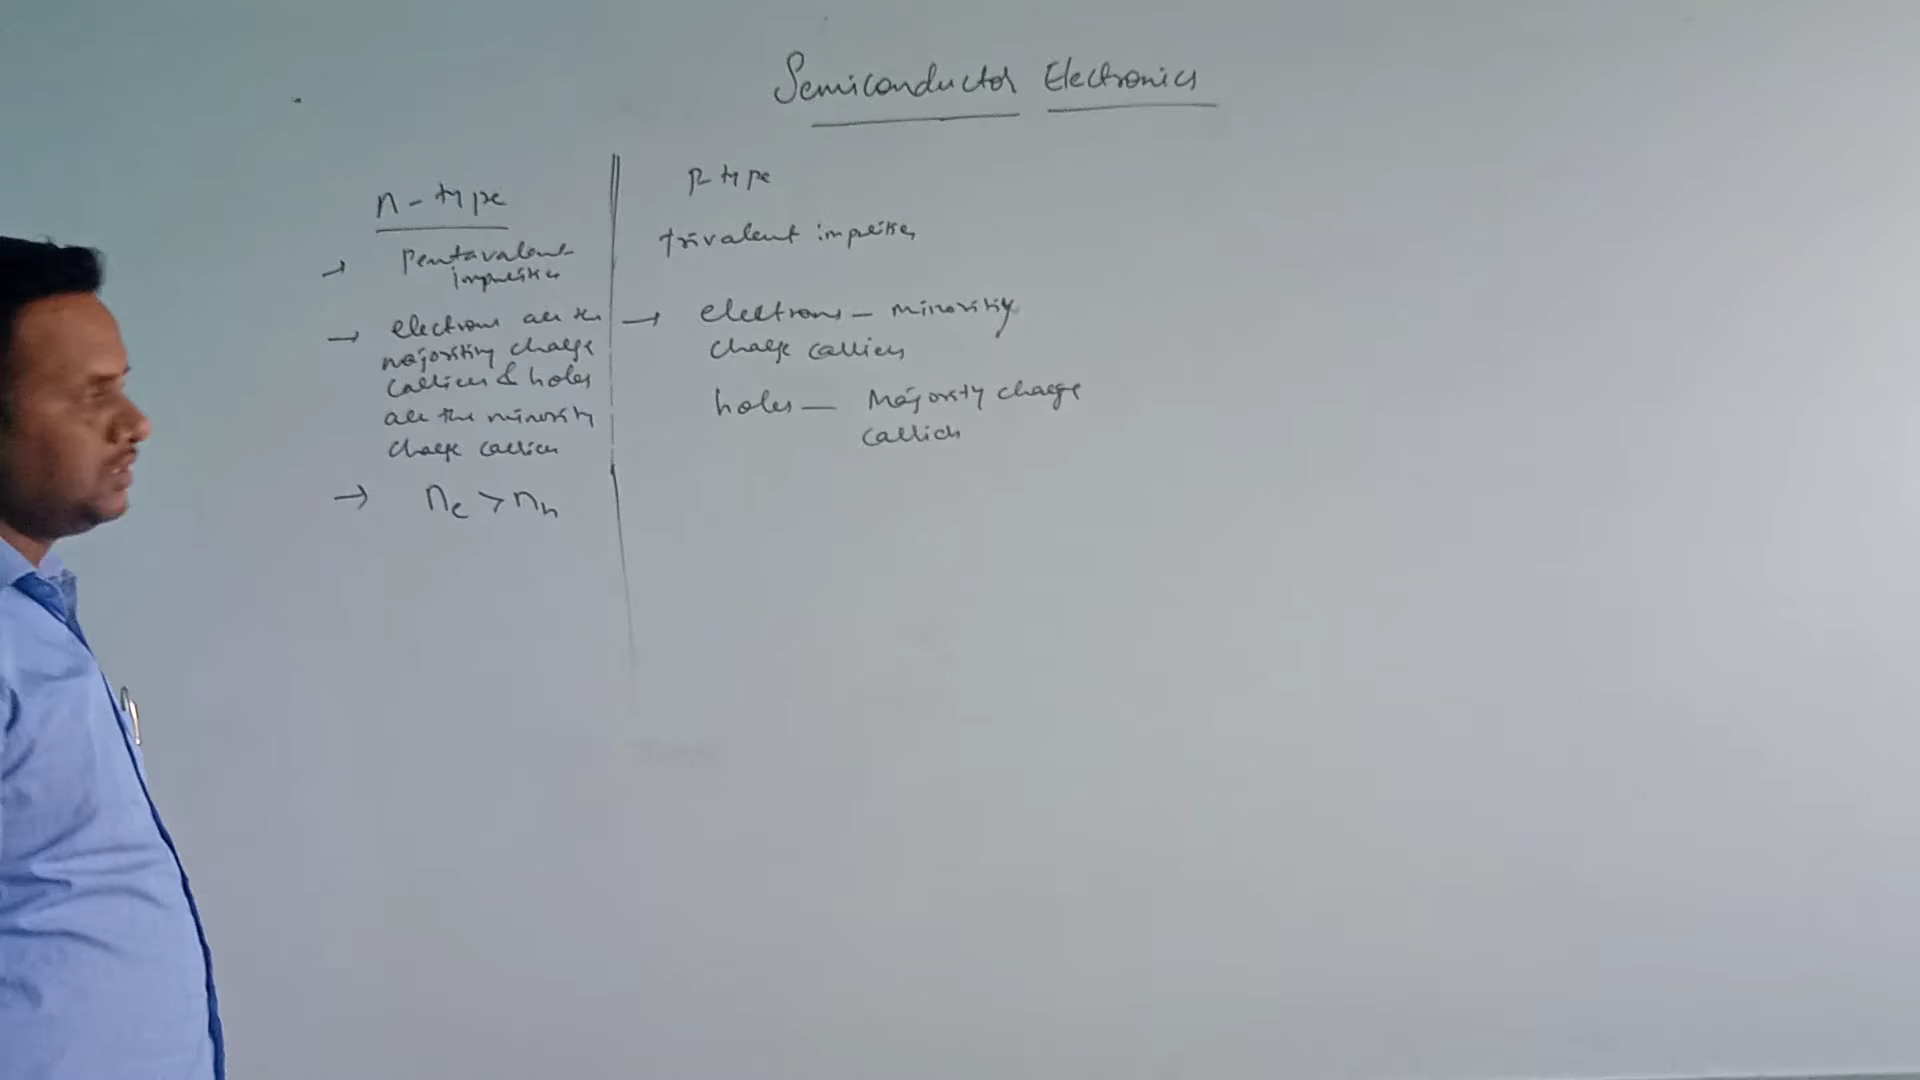 Semiconductor Electronics
n - type
→ Pentavalent
impurities
→ electrons are the
majority charge
carriers & holes
are the minority
charge carriers
→ ne > nh
p-type
trivalent impurities
→ electrons - minority
charge carriers
holes - Majority charge
carriers